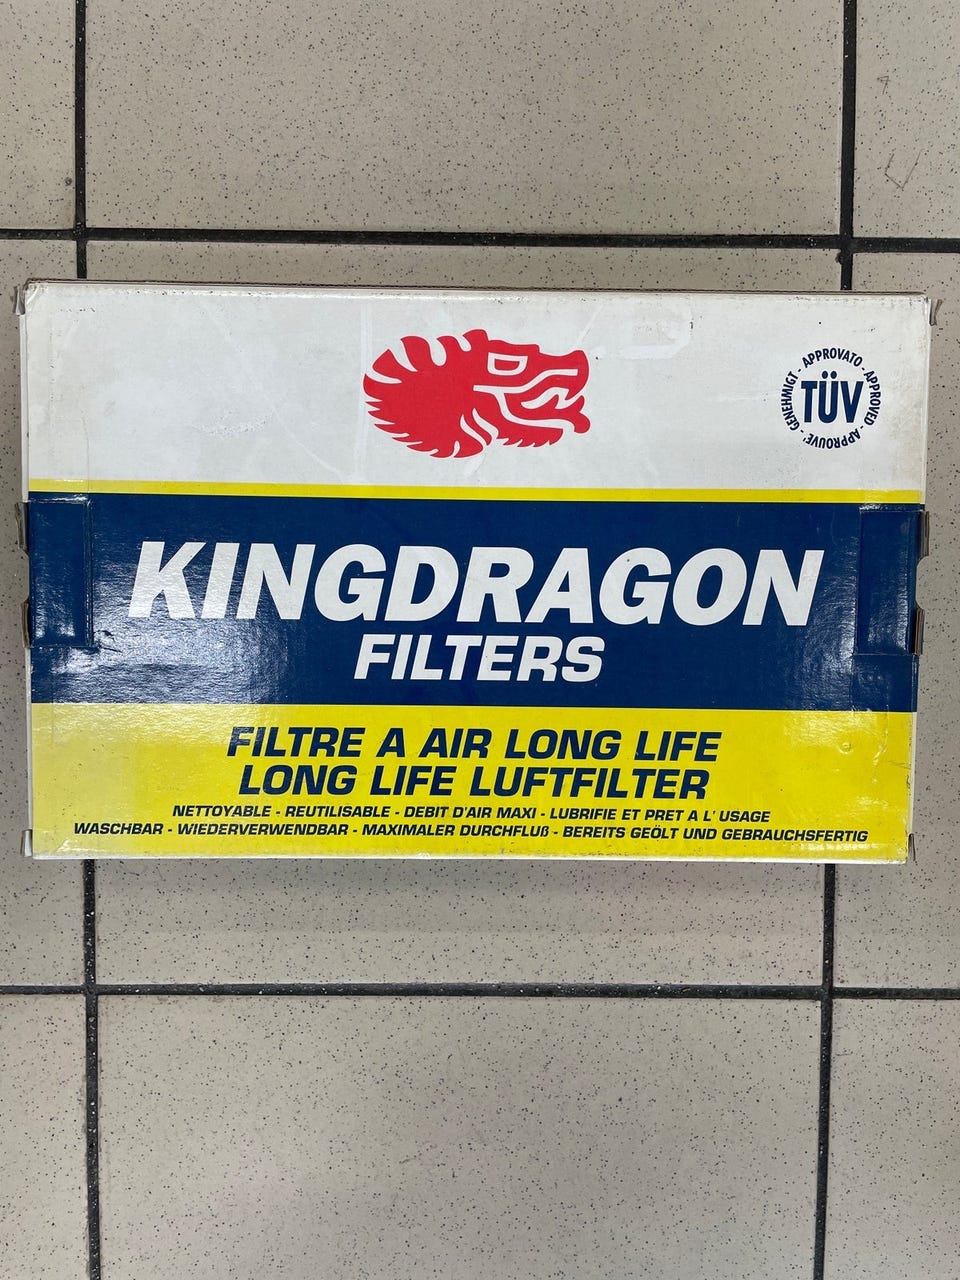 GENEHMIGT - APPROVATO - APPROVED - APPROUVE' -
TÜV
KINGDRAGON
FILTERS
FILTRE A AIR LONG LIFE
LONG LIFE LUFTFILTER
NETTOYABLE - REUTILISABLE - DEBIT D'AIR MAXI - LUBRIFIE ET PRET A L' USAGE
WASCHBAR - WIEDERVERWENDBAR - MAXIMALER DURCHFLUß - BEREITS GEÖLT UND GEBRAUCHSFERTIG